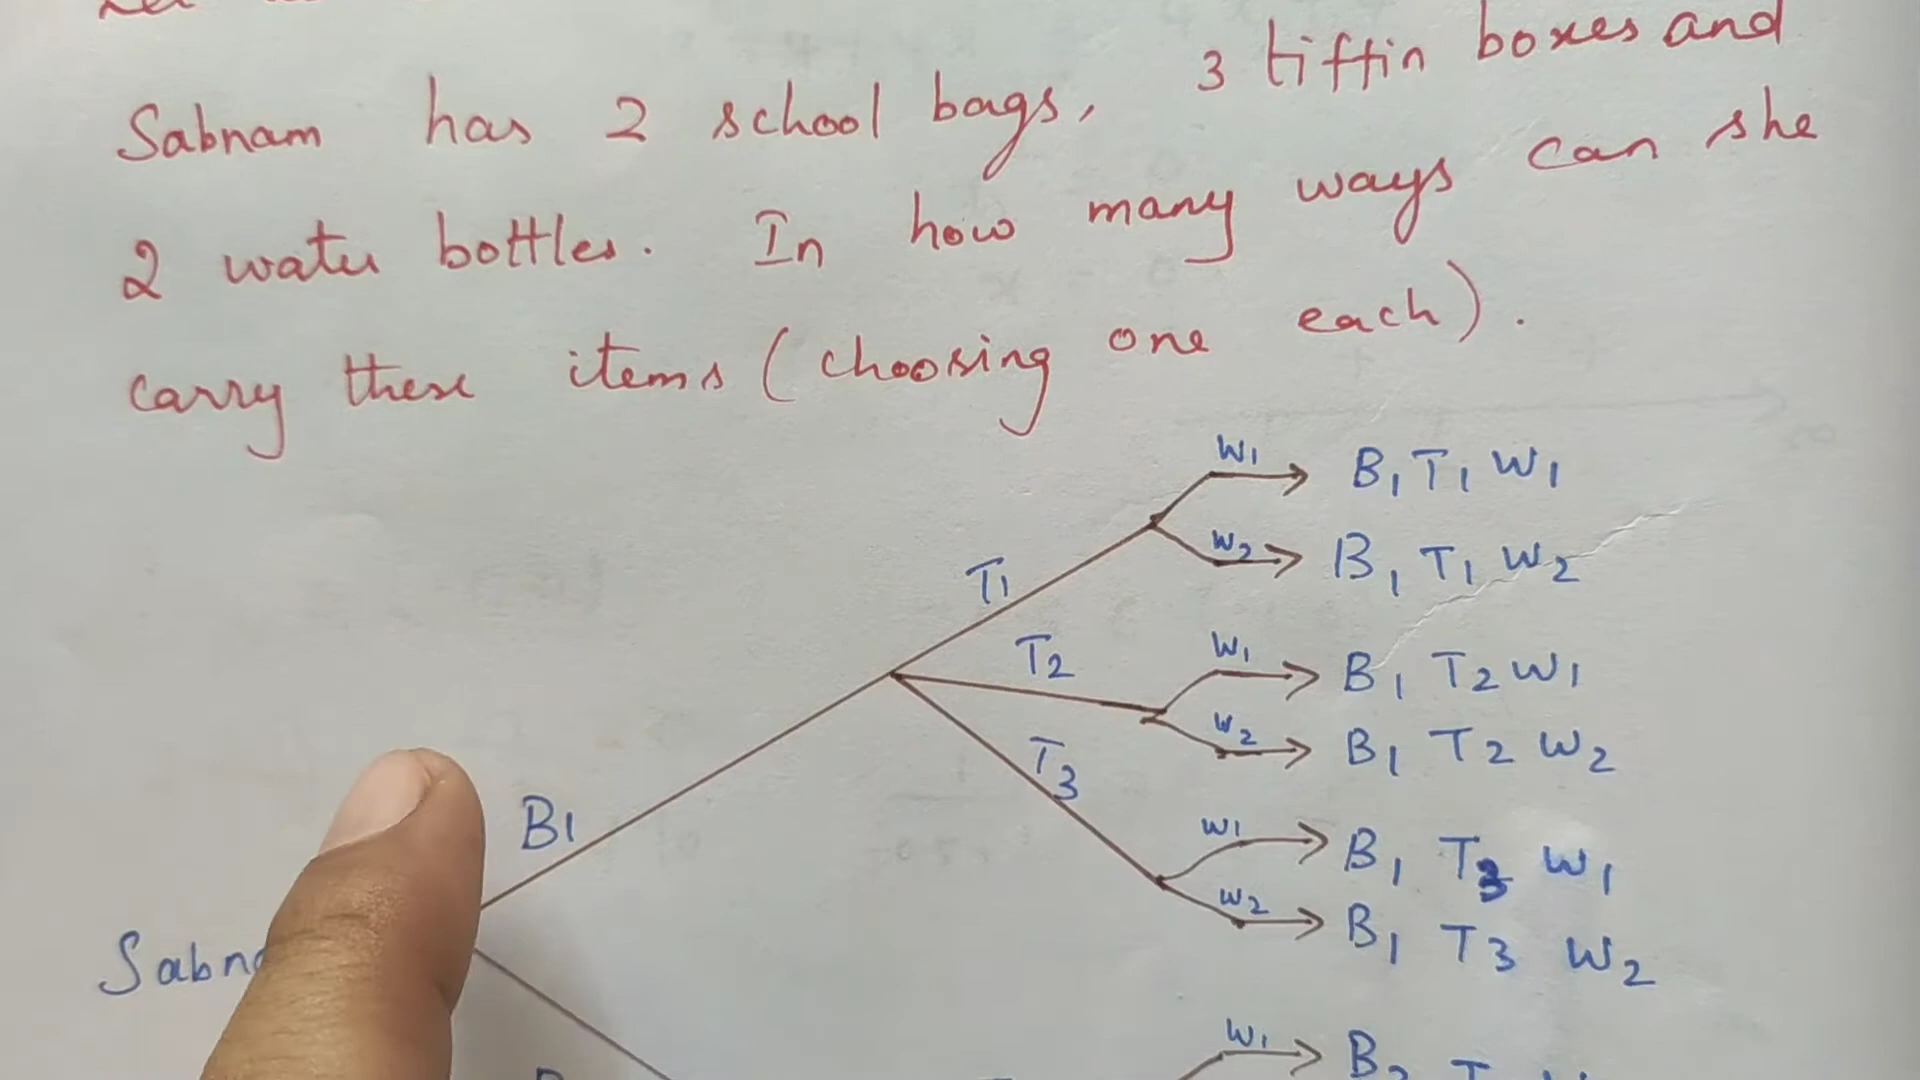 Sabnam has 2 school bags, 3 tiffin boxes and
2 water bottles. In how many ways can she
carry these items (choosing one each).
W1 B1 T1 W1
T1
W2 B1 T1 W2
T2
W1 B1 T2 W1
W2 B1 T2 W2
T3
B1
W1 B1 T3 W1
W2 B1 T3 W2
W1 B2